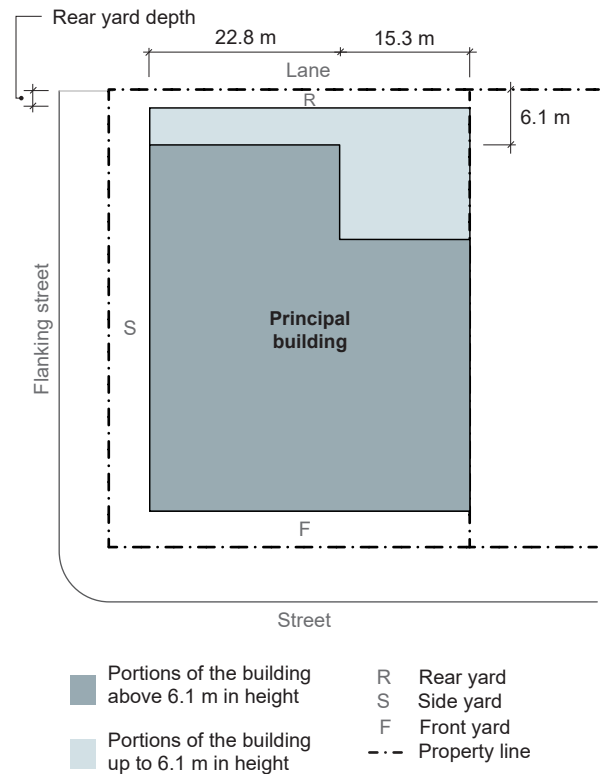 Rear yard depth
22.8 m
15.3 m
Lane
R
6.1 m
Flanking street
S
Principal
building
F
Street
Portions of the building
above 6.1 m in height
Portions of the building
up to 6.1 m in height
R Rear yard
S Side yard
F Front yard
Property line